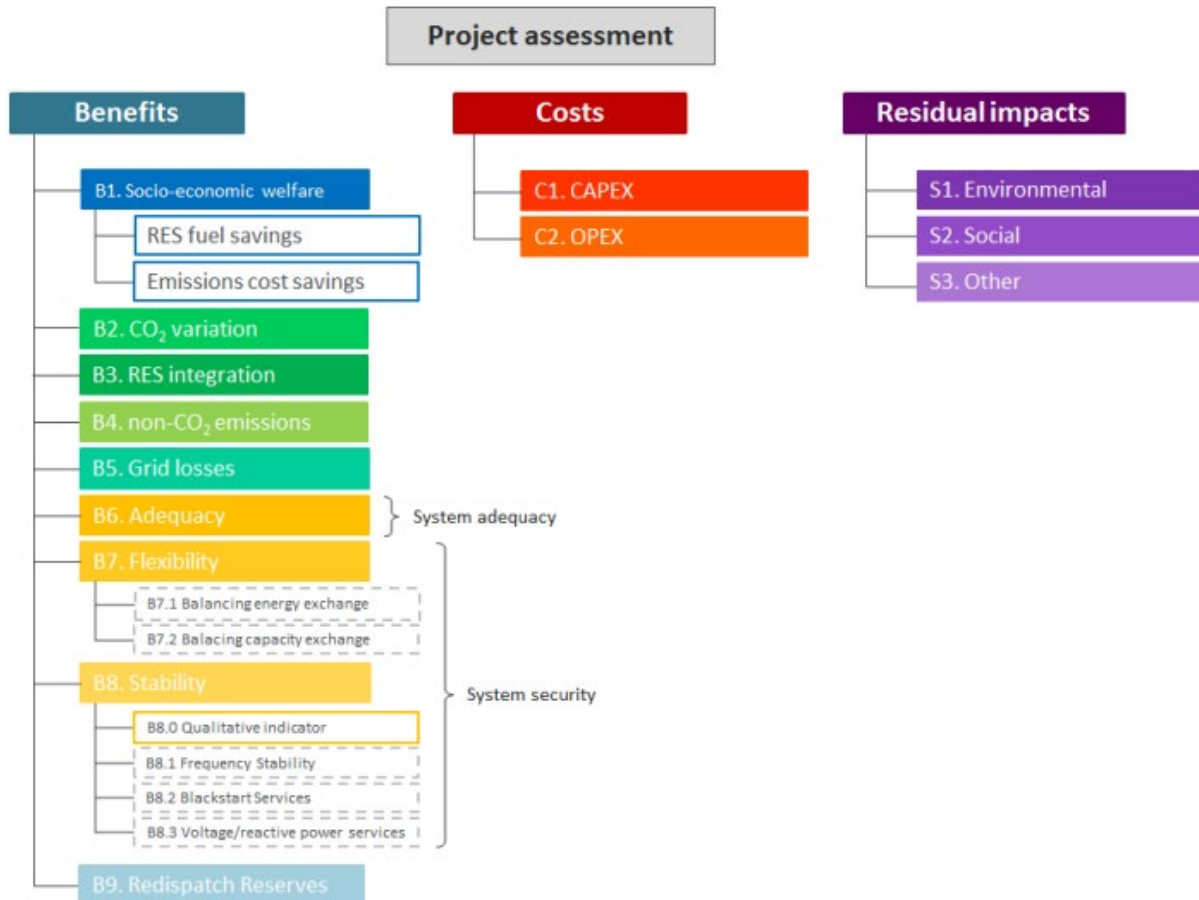 Project assessment
Benefits
B1. Socio-economic welfare
RES fuel savings
Emissions cost savings
B2. CO₂ variation
B3. RES integration
B4. non-CO₂ emissions
B5. Grid losses
B6. Adequacy
System adequacy
B7. Flexibility
B7.1 Balancing energy exchange
B7.2 Balacing capacity exchange
B8. Stability
System security
B8.0 Qualitative indicator
B8.1 Frequency Stability
B8.2 Blackstart Services
B8.3 Voltage/reactive power services
B9. Redispatch Reserves
Costs
C1. CAPEX
C2. OPEX
Residual impacts
S1. Environmental
S2. Social
S3. Other